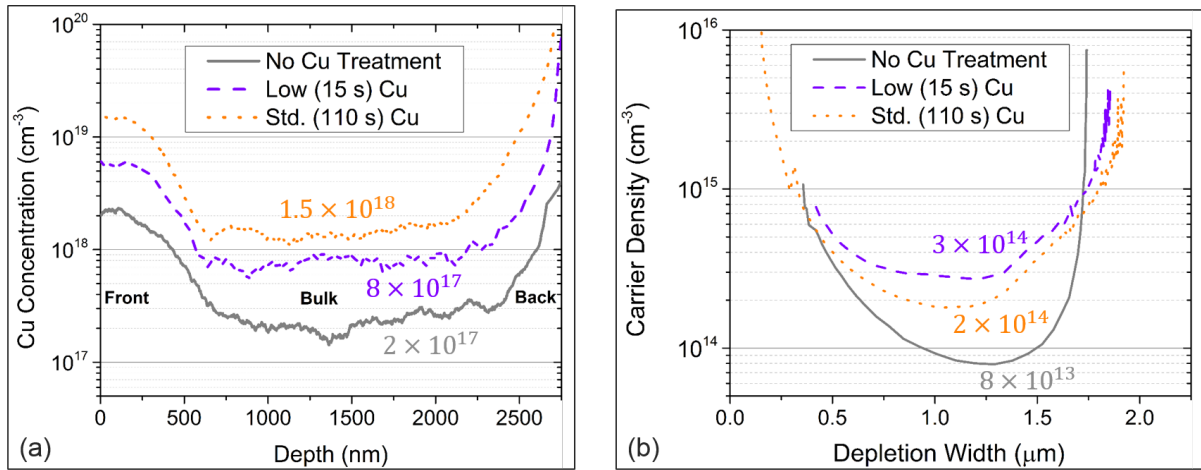 10^20
10^19
10^18
10^17
Cu Concentration (cm^-3)
No Cu Treatment
Low (15 s) Cu
Std. (110 s) Cu
1.5 × 10^18
8 × 10^17
2 × 10^17
Front
Bulk
Back
0 500 1000 1500 2000 2500
Depth (nm)
(a)
10^16
10^15
10^14
Carrier Density (cm^-3)
No Cu Treatment
Low (15 s) Cu
Std. (110 s) Cu
3 × 10^14
2 × 10^14
8 × 10^13
0.0 0.5 1.0 1.5 2.0
Depletion Width (μm)
(b)